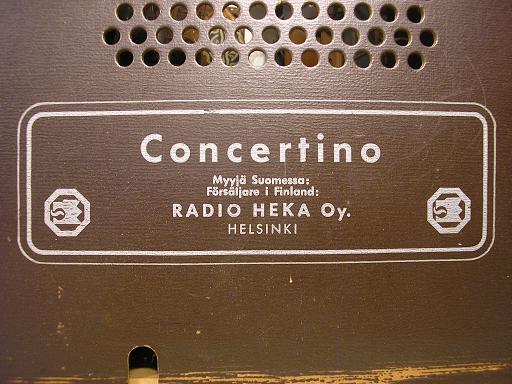 Concertino
Myyjä Suomessa:
Försäljare i Finland:
RADIO HEKA Oy.
HELSINKI